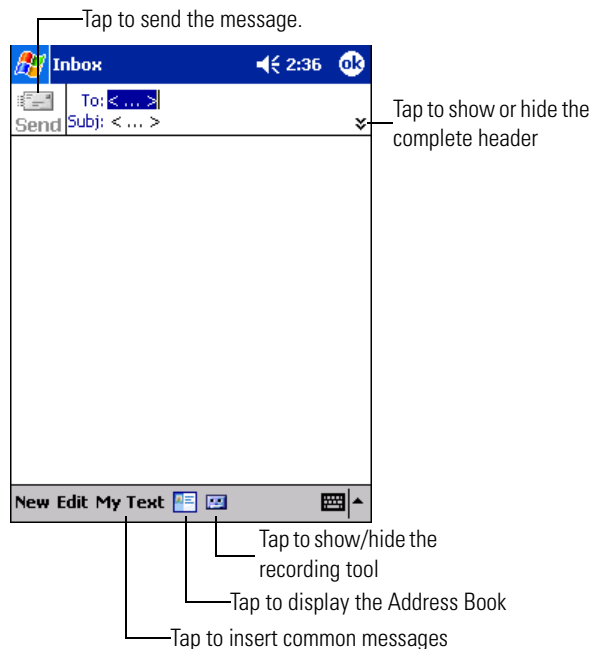 Tap to send the message.
Inbox 2:36 ok
To: < ... >
Send Subj: < ... >
Tap to show or hide the
complete header
New Edit My Text
Tap to show/hide the
recording tool
Tap to display the Address Book
Tap to insert common messages